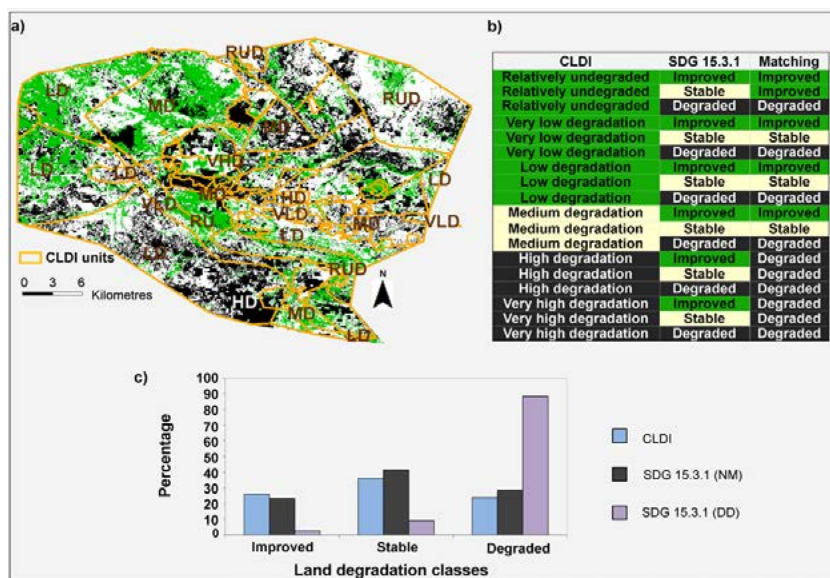 a)
RUD
LD
MD
RUD
MD
VHD
LD
LD
LD
MD
HD
VLD
VLD
RU
MD
VLD
LD
LD
CLDI units
RUD
0 3 6
Kilometres
HD
MD
LD
N
b)
CLDI SDG 15.3.1 Matching
Relatively undegraded Improved Improved
Relatively undegraded Stable Improved
Relatively undegraded Degraded Degraded
Very low degradation Improved Improved
Very low degradation Stable Stable
Very low degradation Degraded Degraded
Low degradation Improved Improved
Low degradation Stable Stable
Low degradation Degraded Degraded
Medium degradation Improved Improved
Medium degradation Stable Stable
Medium degradation Degraded Degraded
High degradation Improved Degraded
High degradation Stable Degraded
High degradation Degraded Degraded
Very high degradation Improved Degraded
Very high degradation Stable Degraded
Very high degradation Degraded Degraded
c)
Percentage
100
90
80
70
60
50
40
30
20
10
0
Improved Stable Degraded
Land degradation classes
CLDI
SDG 15.3.1 (NM)
SDG 15.3.1 (DD)